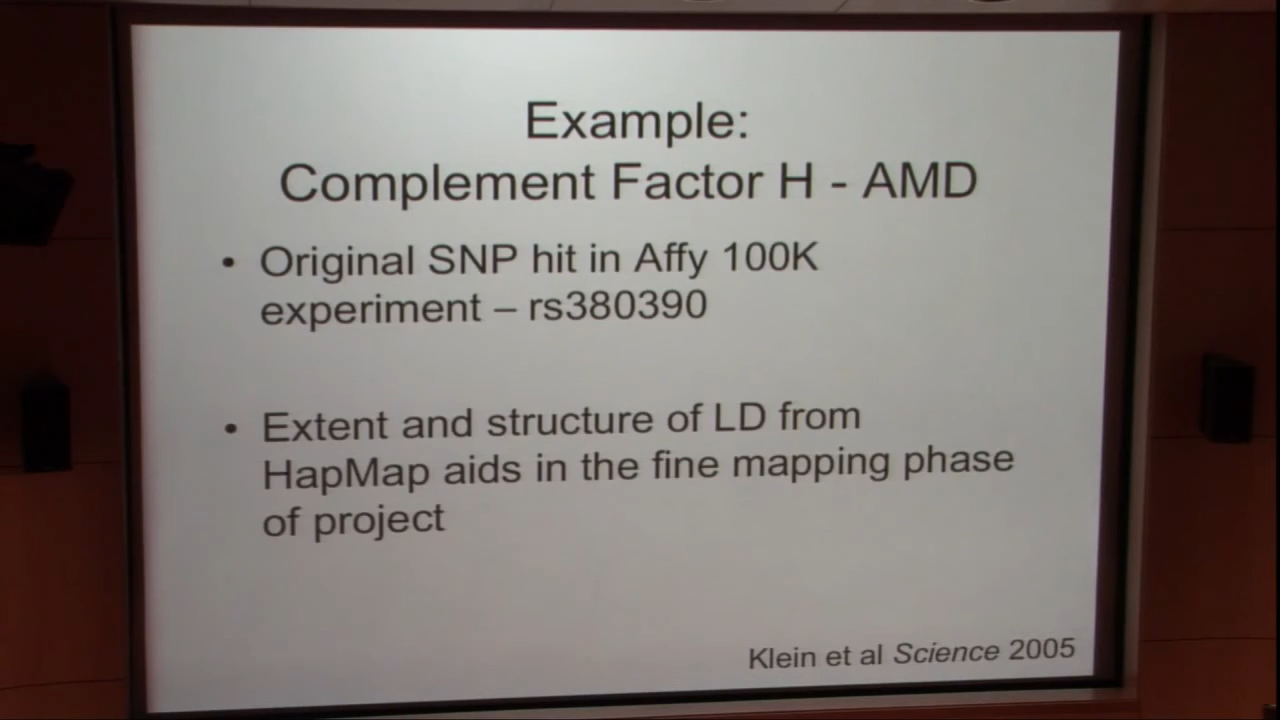 Example:
Complement Factor H - AMD
• Original SNP hit in Affy 100K
experiment – rs380390
• Extent and structure of LD from
HapMap aids in the fine mapping phase
of project
Klein et al Science 2005